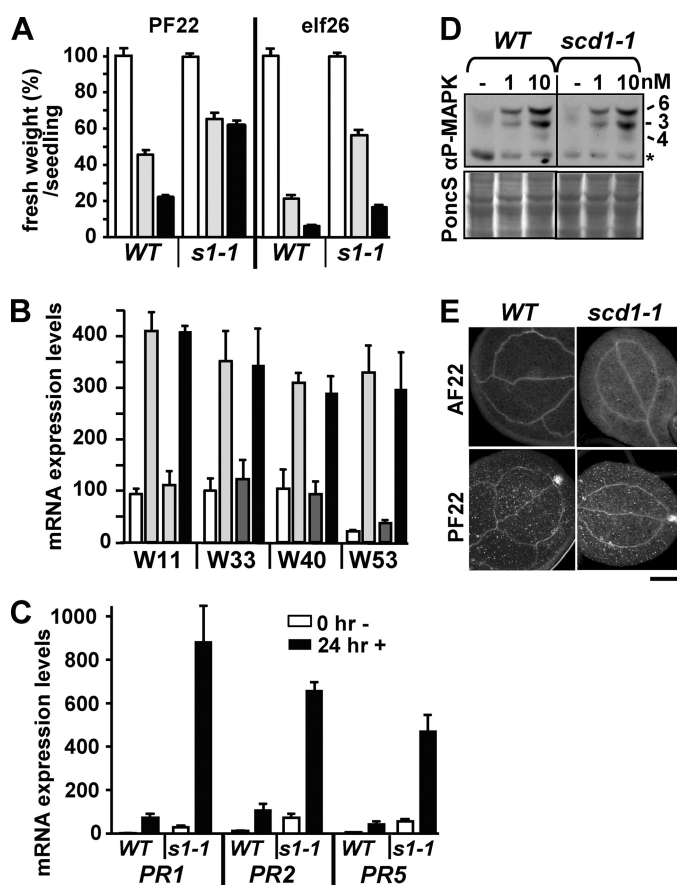 A
PF22 elf26
fresh weight (%)
/seedling
100
80
60
40
20
0
WT s1-1 WT s1-1
B
mRNA expression levels
400
300
200
100
0
W11 W33 W40 W53
C
mRNA expression levels
1000
800
600
400
200
0
0 hr -
24 hr +
WT s1-1 WT s1-1 WT s1-1
PR1 PR2 PR5
D
WT scd1-1
- 1 10 - 1 10nM
αP-MAPK
- 6
- 3
- 4
*
PoncS
E
WT scd1-1
AF22
PF22